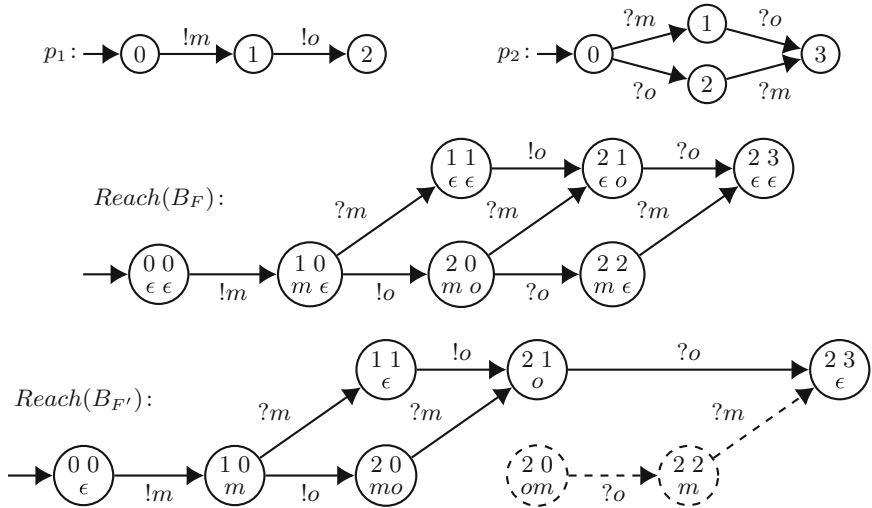 p1: 0 !m 1 !o 2
p2: 0 ?m 1 ?o 2 ?o ?m 3
Reach(B_F):
1 1 ϵ ϵ
!o
2 1 ϵ o
?o
2 3 ϵ ϵ
?m
?m
?m
0 0 ϵ ϵ
!m
1 0 m ϵ
!o
2 0 m o
?o
2 2 m ϵ
Reach(B_F′):
1 1 ϵ
!o
2 1 o
?o
2 3 ϵ
?m
?m
?m
0 0 ϵ
!m
1 0 m
!o
2 0 mo
2 0 om
?o
2 2 m